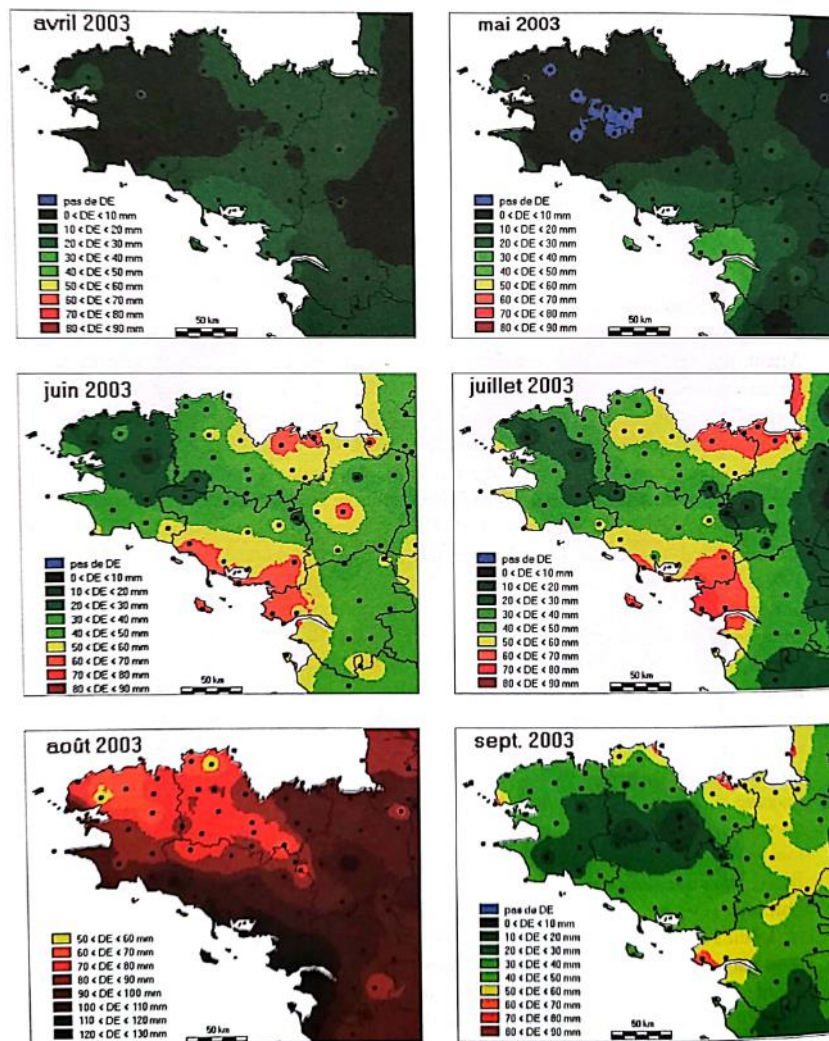 avril 2003
pas de DE
0 < DE < 10 mm
10 < DE < 20 mm
20 < DE < 30 mm
30 < DE < 40 mm
40 < DE < 50 mm
50 < DE < 60 mm
60 < DE < 70 mm
70 < DE < 80 mm
80 < DE < 90 mm
50 km
mai 2003
pas de DE
0 < DE < 10 mm
10 < DE < 20 mm
20 < DE < 30 mm
30 < DE < 40 mm
40 < DE < 50 mm
50 < DE < 60 mm
60 < DE < 70 mm
70 < DE < 80 mm
80 < DE < 90 mm
50 km
juin 2003
pas de DE
0 < DE < 10 mm
10 < DE < 20 mm
20 < DE < 30 mm
30 < DE < 40 mm
40 < DE < 50 mm
50 < DE < 60 mm
60 < DE < 70 mm
70 < DE < 80 mm
80 < DE < 90 mm
50 km
juillet 2003
pas de DE
0 < DE < 10 mm
10 < DE < 20 mm
20 < DE < 30 mm
30 < DE < 40 mm
40 < DE < 50 mm
50 < DE < 60 mm
60 < DE < 70 mm
70 < DE < 80 mm
80 < DE < 90 mm
50 km
août 2003
50 < DE < 60 mm
60 < DE < 70 mm
70 < DE < 80 mm
80 < DE < 90 mm
90 < DE < 100 mm
100 < DE < 110 mm
110 < DE < 120 mm
120 < DE < 130 mm
50 km
sept. 2003
pas de DE
0 < DE < 10 mm
10 < DE < 20 mm
20 < DE < 30 mm
30 < DE < 40 mm
40 < DE < 50 mm
50 < DE < 60 mm
60 < DE < 70 mm
70 < DE < 80 mm
80 < DE < 90 mm
50 km